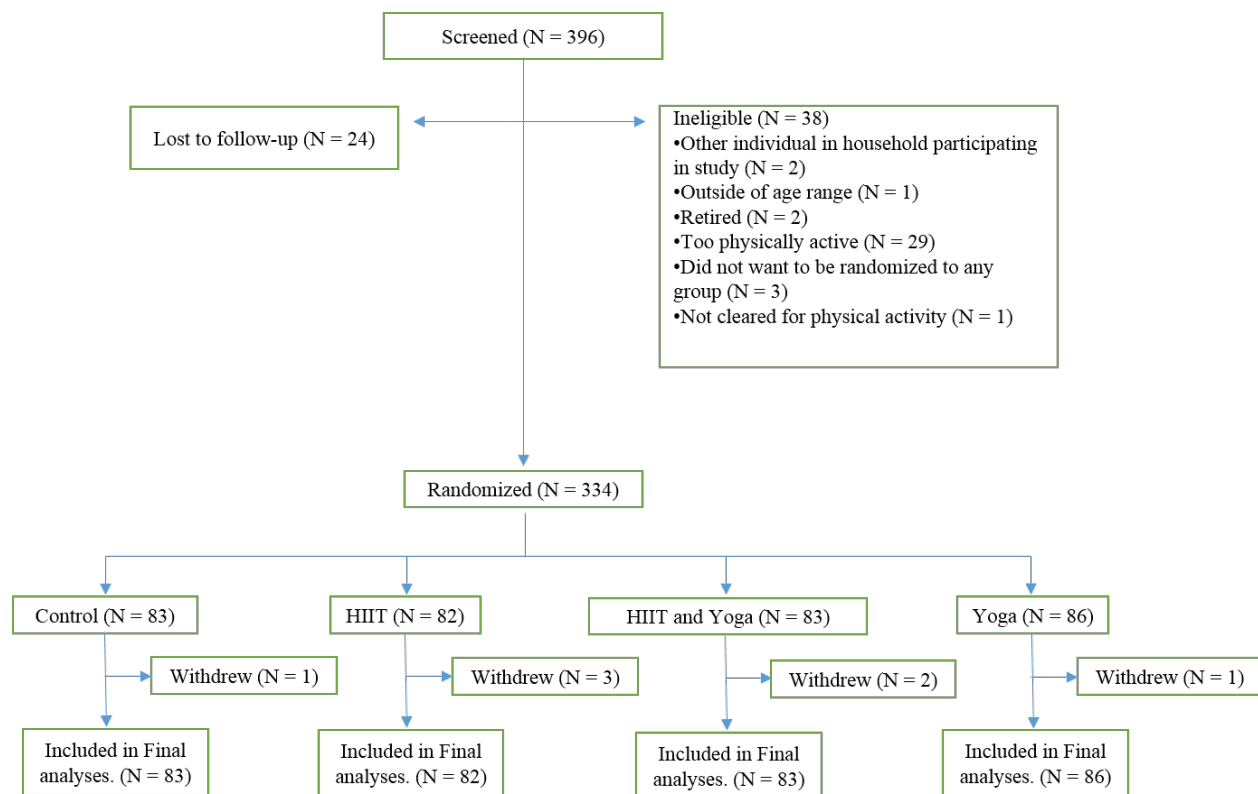 Screened (N = 396)
Lost to follow-up (N = 24)
Ineligible (N = 38)
•Other individual in household participating
in study (N = 2)
•Outside of age range (N = 1)
•Retired (N = 2)
•Too physically active (N = 29)
•Did not want to be randomized to any
group (N = 3)
•Not cleared for physical activity (N = 1)
Randomized (N = 334)
Control (N = 83)
HIIT (N = 82)
HIIT and Yoga (N = 83)
Yoga (N = 86)
Withdrew (N = 1)
Withdrew (N = 3)
Withdrew (N = 2)
Withdrew (N = 1)
Included in Final
analyses. (N = 83)
Included in Final
analyses. (N = 82)
Included in Final
analyses. (N = 83)
Included in Final
analyses. (N = 86)